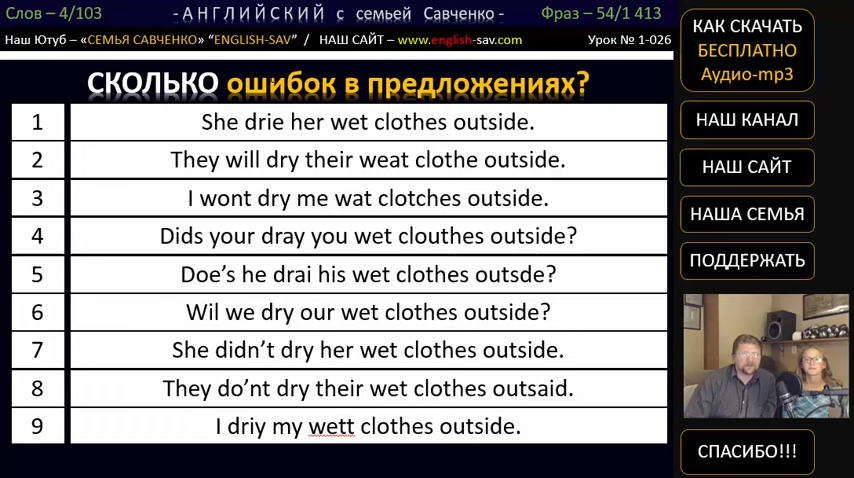 Слов – 4/103 - АНГЛИЙСКИЙ с семьей Савченко - Фраз – 54/1 413
Наш Ютуб – «СЕМЬЯ САВЧЕНКО» “ENGLISH-SAV” / НАШ САЙТ – www.english-sav.com Урок № 1-026
СКОЛЬКО ошибок в предложениях?
1 She drie her wet clothes outside.
2 They will dry their weat clothe outside.
3 I wont dry me wat clotches outside.
4 Dids your dray you wet clouthes outside?
5 Doe’s he drai his wet clothes outsde?
6 Wil we dry our wet clothes outside?
7 She didn’t dry her wet clothes outside.
8 They do’nt dry their wet clothes outsaid.
9 I driy my wett clothes outside.
КАК СКАЧАТЬ
БЕСПЛАТНО
Аудио-mp3
НАШ КАНАЛ
НАШ САЙТ
НАША СЕМЬЯ
ПОДДЕРЖАТЬ
СПАСИБО!!!